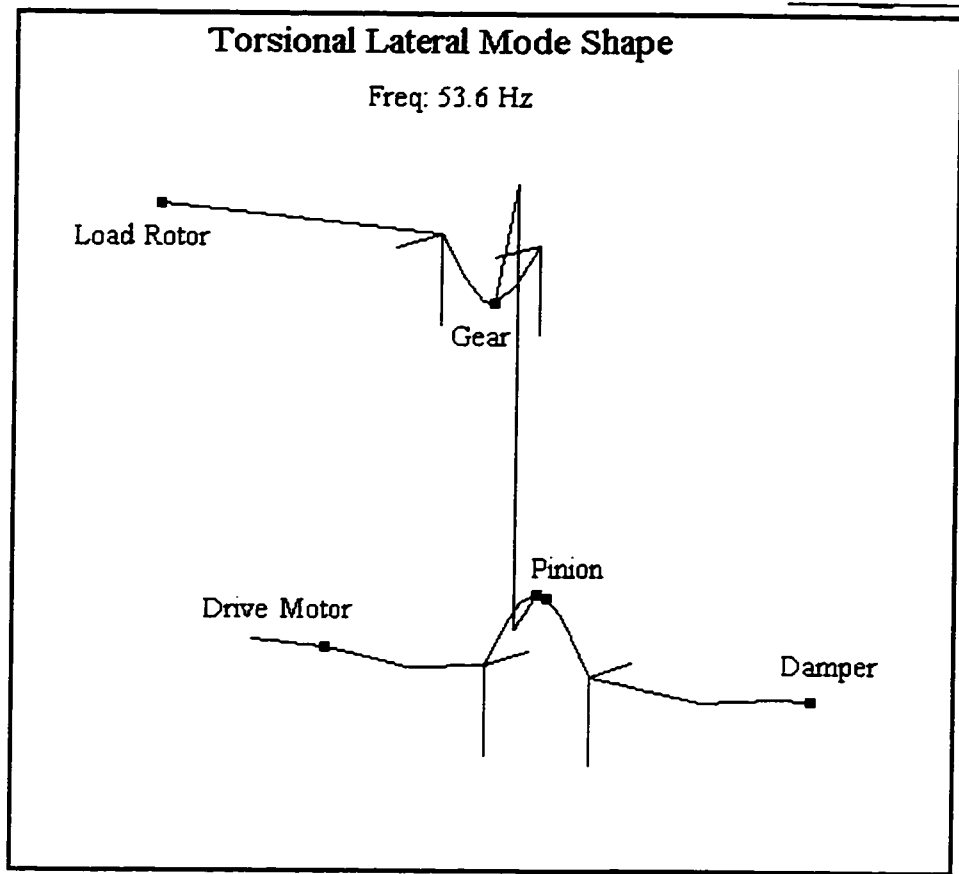 Torsional Lateral Mode Shape
Freq: 53.6 Hz
Load Rotor
Gear
Pinion
Drive Motor
Damper